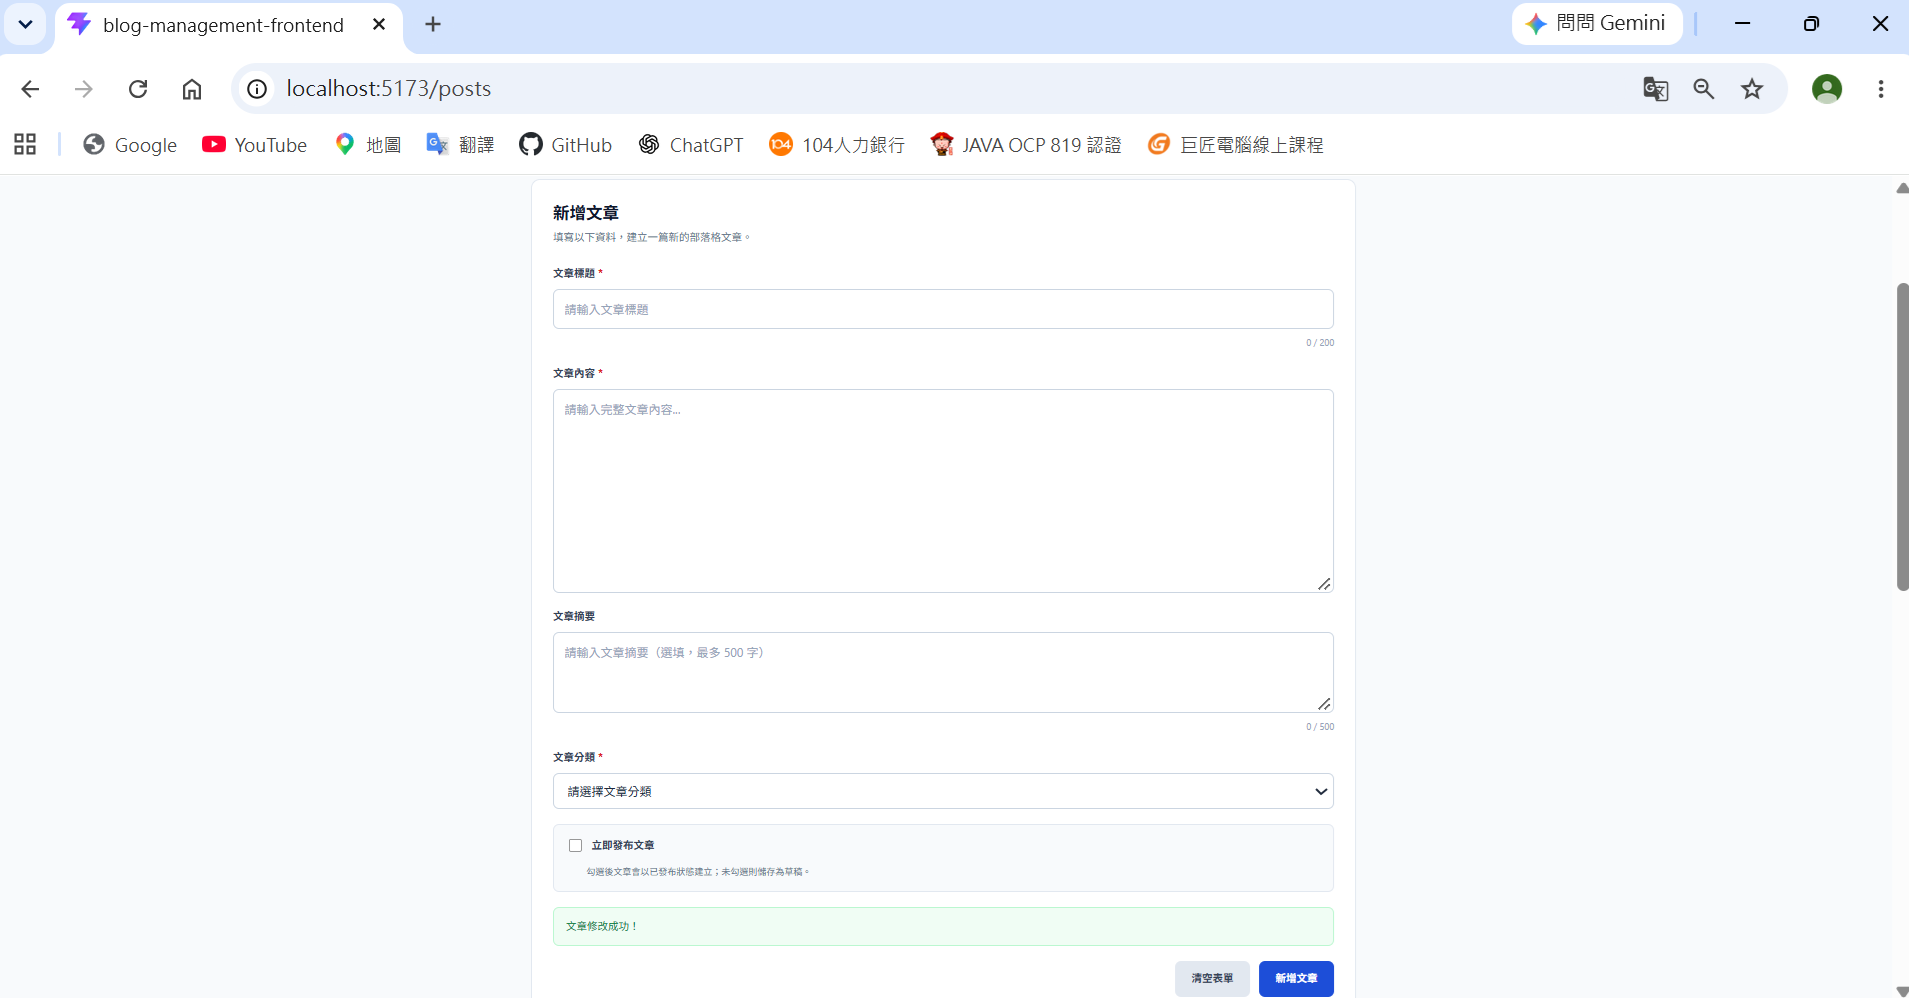 blog-management-frontend
問問 Gemini
localhost:5173/posts
Google YouTube 地圖 翻譯 GitHub ChatGPT 104人力銀行 JAVA OCP 819 認證 巨匠電腦線上課程
新增文章
填寫以下資料，建立一篇新的部落格文章。
文章標題 *
請輸入文章標題
0 / 200
文章內容 *
請輸入完整文章內容...
文章摘要
請輸入文章摘要（選填，最多 500 字）
0 / 500
文章分類 *
請選擇文章分類
立即發布文章
勾選後文章會以已發布狀態建立；未勾選則儲存為草稿。
文章修改成功！
清空表單 新增文章